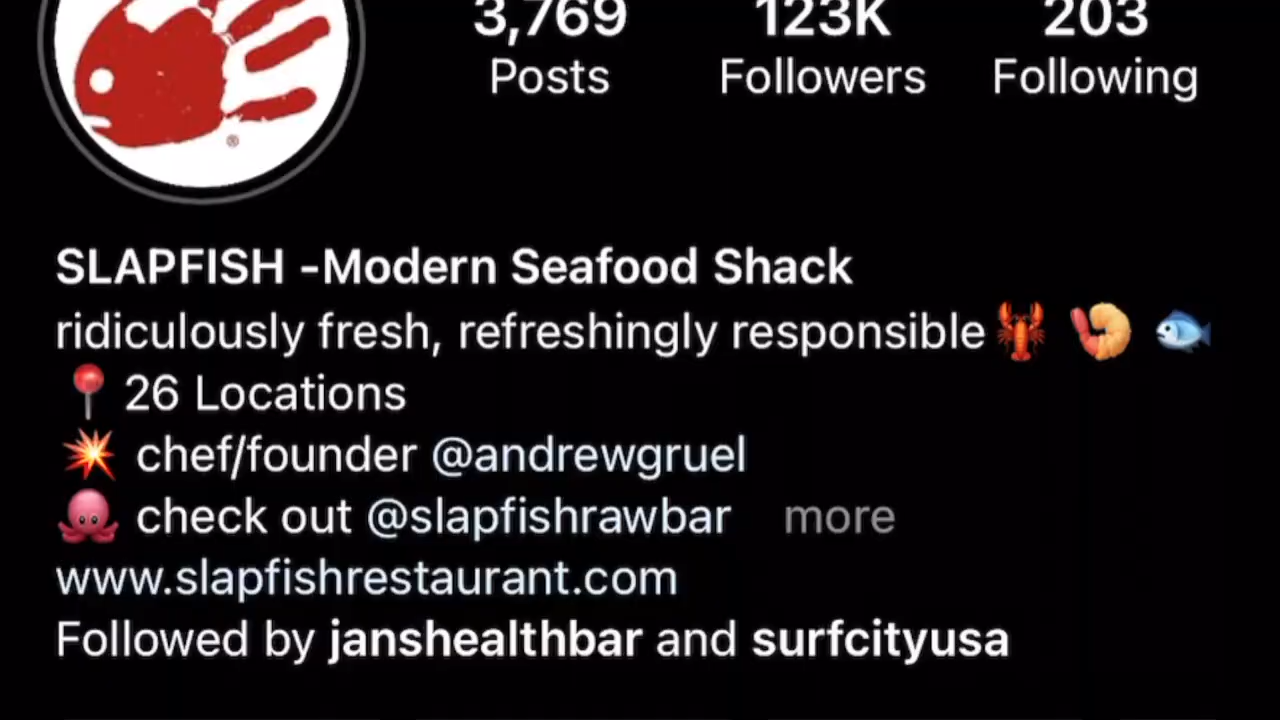 3,769 123K 203
Posts Followers Following
®
SLAPFISH -Modern Seafood Shack
ridiculously fresh, refreshingly responsible🦞 🍤 🐟
📍 26 Locations
💥 chef/founder @andrewgruel
🐙 check out @slapfishrawbar more
www.slapfishrestaurant.com
Followed by janshealthbar and surfcityusa